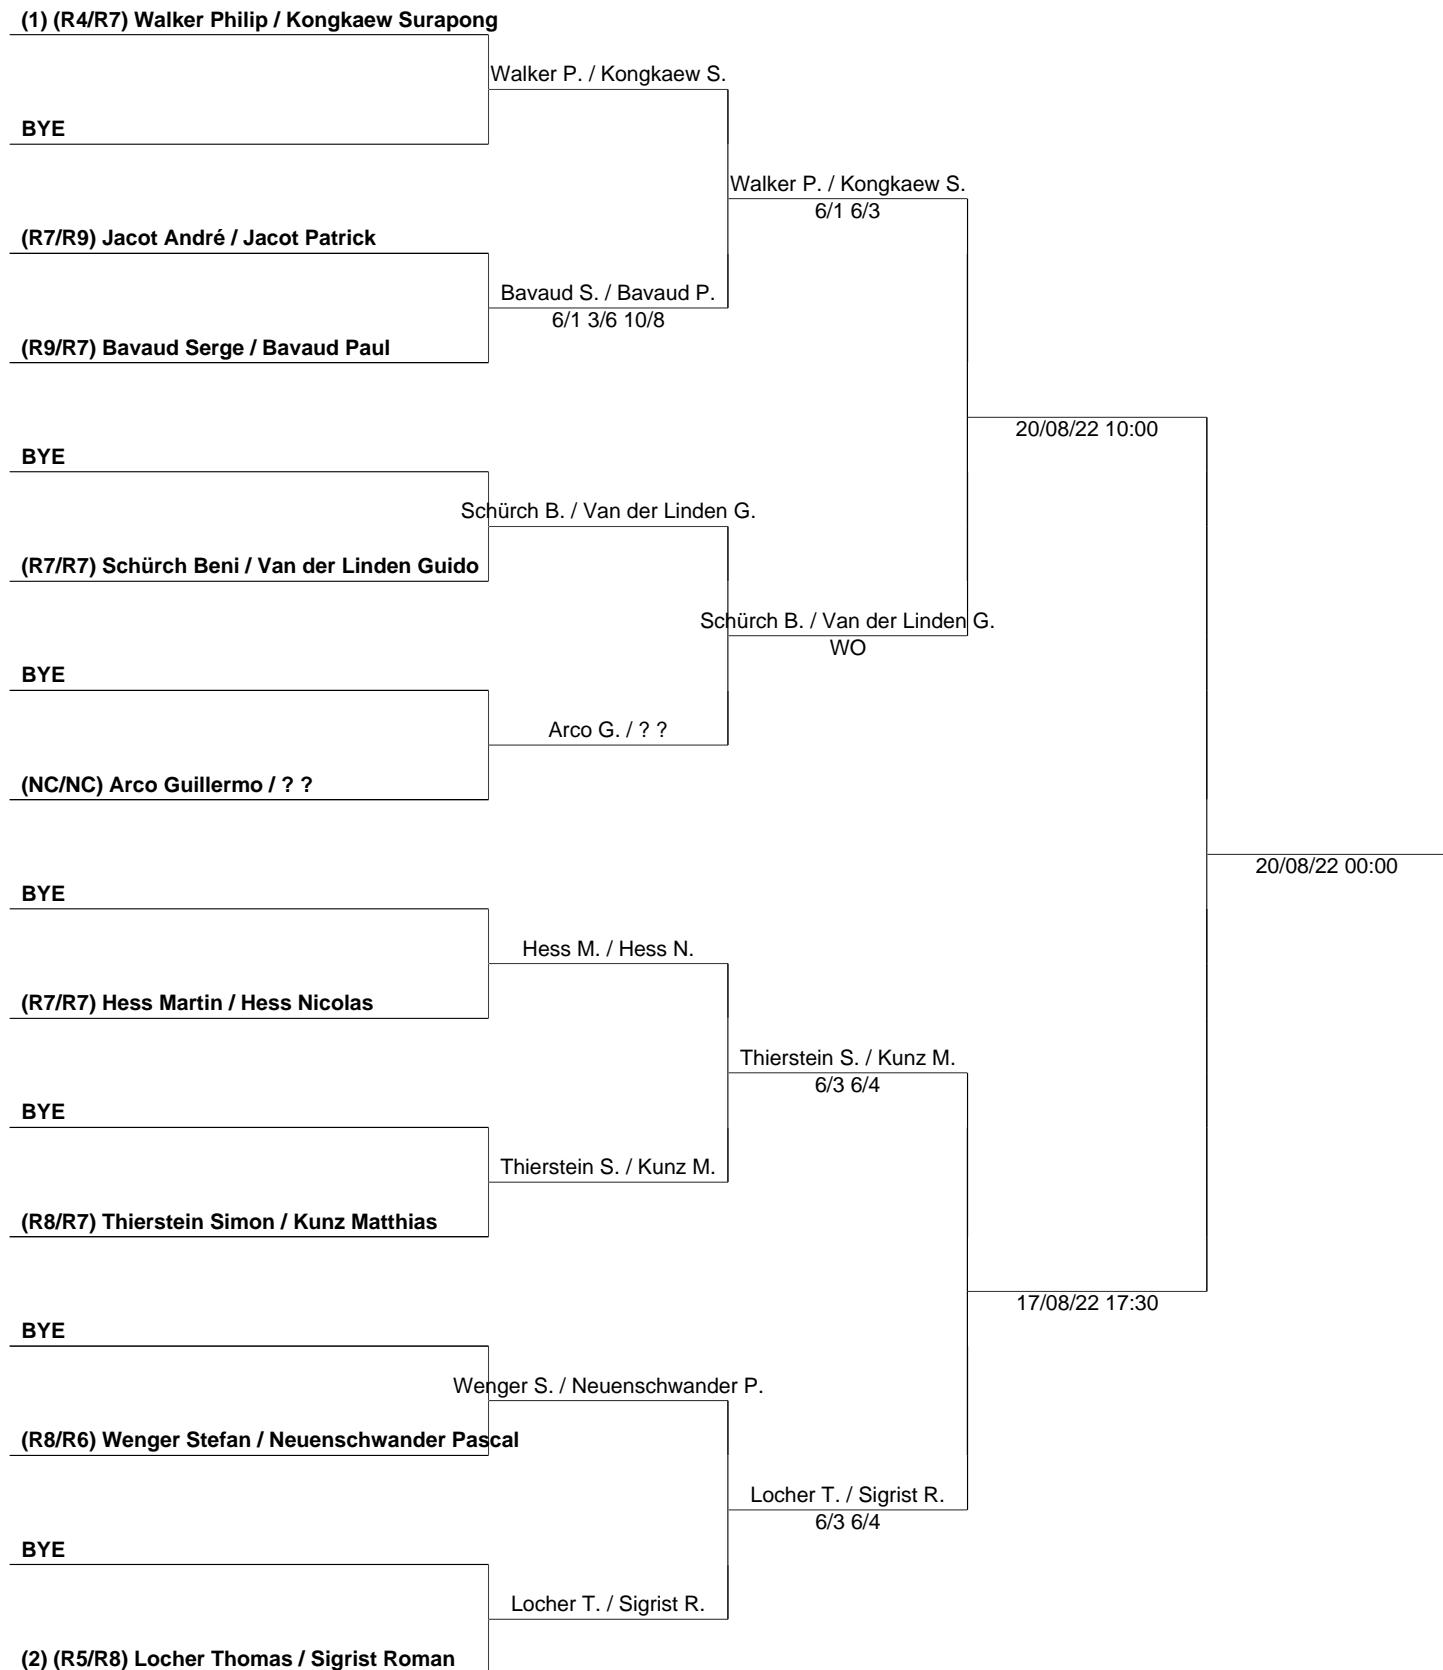 (1) (R4/R7) Walker Philip / Kongkaew Surapong
Walker P. / Kongkaew S.
BYE
Walker P. / Kongkaew S.
6/1 6/3
(R7/R9) Jacot André / Jacot Patrick
Bavaud S. / Bavaud P.
6/1 3/6 10/8
(R9/R7) Bavaud Serge / Bavaud Paul
20/08/22 10:00
BYE
Schürch B. / Van der Linden G.
(R7/R7) Schürch Beni / Van der Linden Guido
Schürch B. / Van der Linden G.
WO
BYE
Arco G. / ? ?
(NC/NC) Arco Guillermo / ? ?
20/08/22 00:00
BYE
Hess M. / Hess N.
(R7/R7) Hess Martin / Hess Nicolas
Thierstein S. / Kunz M.
6/3 6/4
BYE
Thierstein S. / Kunz M.
(R8/R7) Thierstein Simon / Kunz Matthias
17/08/22 17:30
BYE
Wenger S. / Neuenschwander P.
(R8/R6) Wenger Stefan / Neuenschwander Pascal
Locher T. / Sigrist R.
6/3 6/4
BYE
Locher T. / Sigrist R.
(2) (R5/R8) Locher Thomas / Sigrist Roman